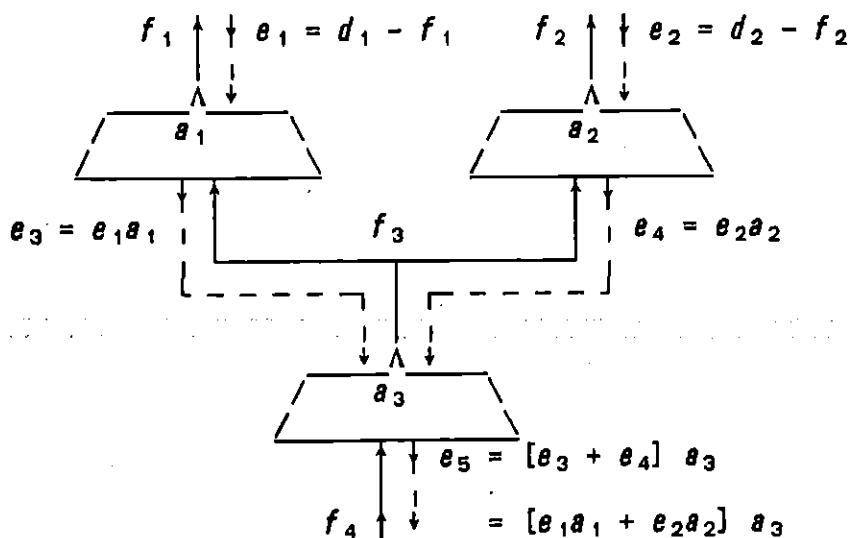 f₁ e₁ = d₁ - f₁ f₂ e₂ = d₂ - f₂
a₁ a₂
e₃ = e₁a₁ f₃ e₄ = e₂a₂
a₃
e₅ = [e₃ + e₄] a₃
f₄ = [e₁a₁ + e₂a₂] a₃